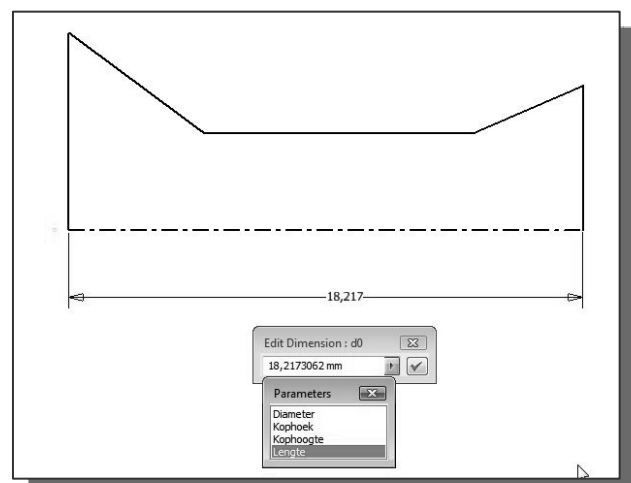 18,217
Edit Dimension : d0
18,2173062 mm
Parameters
Diameter
Kophoek
Kophoogte
Lengte